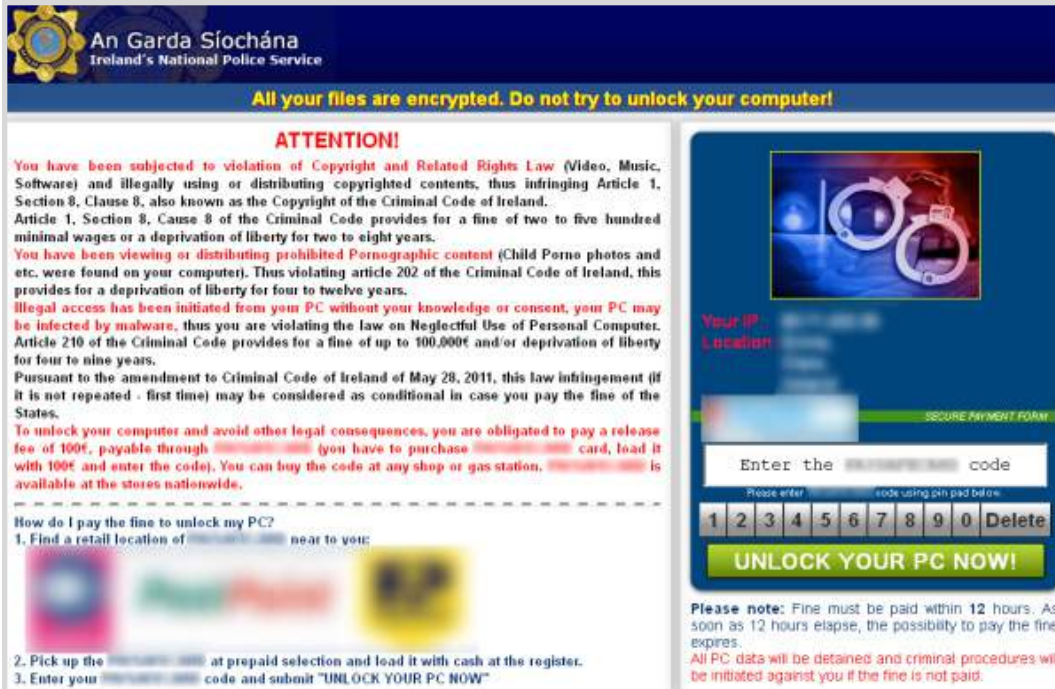 An Garda Síochána
Ireland's National Police Service
All your files are encrypted. Do not try to unlock your computer!
ATTENTION!
You have been subjected to violation of Copyright and Related Rights Law (Video, Music,
Software) and illegally using or distributing copyrighted contents, thus infringing Article 1,
Section 8, Clause 8, also known as the Copyright of the Criminal Code of Ireland.
Article 1, Section 8, Cause 8 of the Criminal Code provides for a fine of two to five hundred
minimal wages or a deprivation of liberty for two to eight years.
You have been viewing or distributing prohibited Pornographic content (Child Porno photos and
etc. were found on your computer). Thus violating article 202 of the Criminal Code of Ireland, this
provides for a deprivation of liberty for four to twelve years.
Illegal access has been initiated from your PC without your knowledge or consent, your PC may
be infected by malware, thus you are violating the law on Neglectful Use of Personal Computer.
Article 210 of the Criminal Code provides for a fine of up to 100,000€ and/or deprivation of liberty
for four to nine years.
Pursuant to the amendment to Criminal Code of Ireland of May 28, 2011, this law infringement (if
it is not repeated - first time) may be considered as conditional in case you pay the fine of the
States.
To unlock your computer and avoid other legal consequences, you are obligated to pay a release
fee of 100€, payable through (you have to purchase card, load it
with 100€ and enter the code). You can buy the code at any shop or gas station. is
available at the stores nationwide.
How do I pay the fine to unlock my PC?
1. Find a retail location of near to you:
2. Pick up the at prepaid selection and load it with cash at the register.
3. Enter your code and submit "UNLOCK YOUR PC NOW"
Your IP
Location
SECURE PAYMENT FORM
Enter the code
Please enter code using pin pad below
1 2 3 4 5 6 7 8 9 0 Delete
UNLOCK YOUR PC NOW!
Please note: Fine must be paid within 12 hours. As
soon as 12 hours elapse, the possibility to pay the fine
expires.
All PC data will be detained and criminal procedures will
be initiated against you if the fine is not paid.